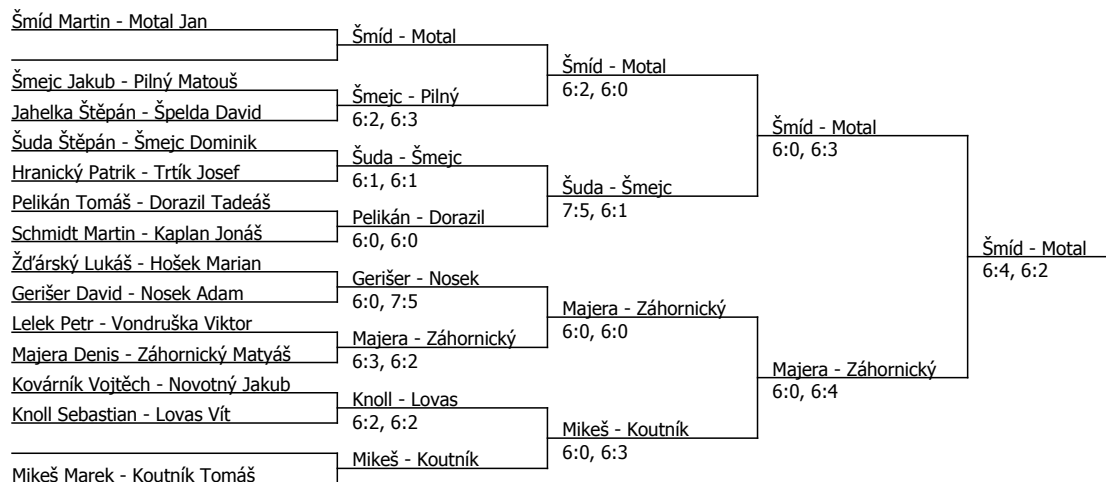 Šmíd Martin - Motal Jan
Šmejc Jakub - Pilný Matouš
Jahelka Štěpán - Špelda David
Šuda Štěpán - Šmejc Dominik
Hranický Patrik - Trtík Josef
Pelikán Tomáš - Dorazil Tadeáš
Schmidt Martin - Kaplan Jonáš
Žďárský Lukáš - Hošek Marian
Gerišer David - Nosek Adam
Lelek Petr - Vondruška Viktor
Majera Denis - Záhornický Matyáš
Kovárník Vojtěch - Novotný Jakub
Knoll Sebastian - Lovas Vít
Mikeš Marek - Koutník Tomáš
Šmíd - Motal
Šmejc - Pilný
6:2, 6:3
Šuda - Šmejc
6:1, 6:1
Pelikán - Dorazil
6:0, 6:0
Gerišer - Nosek
6:0, 7:5
Majera - Záhornický
6:3, 6:2
Knoll - Lovas
6:2, 6:2
Mikeš - Koutník
Šmíd - Motal
6:2, 6:0
Šuda - Šmejc
7:5, 6:1
Majera - Záhornický
6:0, 6:0
Mikeš - Koutník
6:0, 6:3
Šmíd - Motal
6:0, 6:3
Majera - Záhornický
6:0, 6:4
Šmíd - Motal
6:4, 6:2